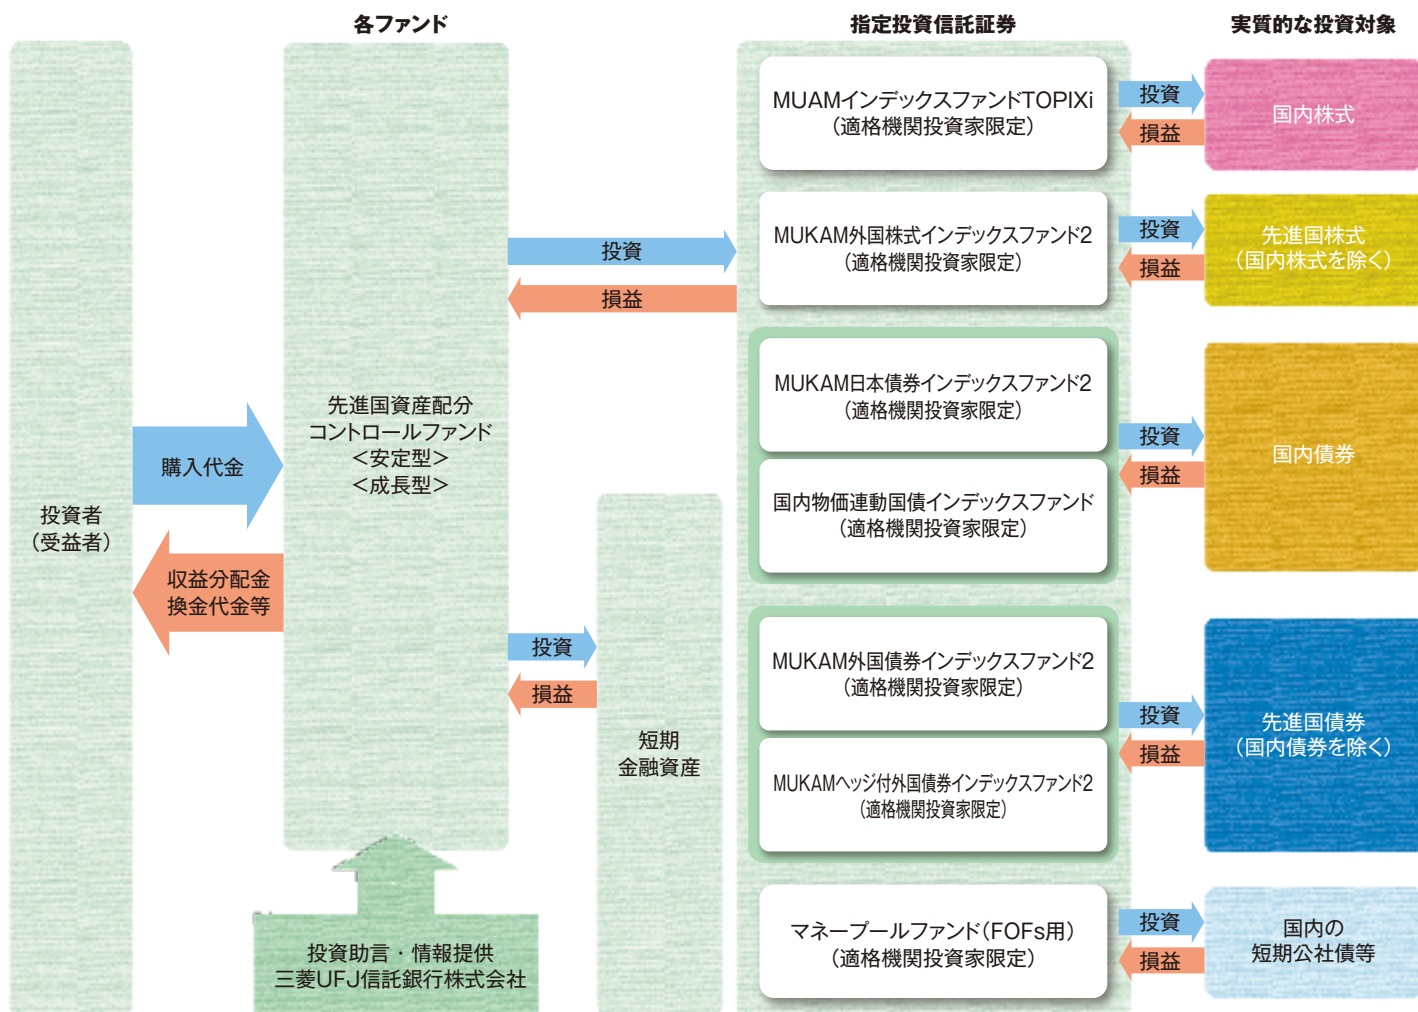 各ファンド
指定投資信託証券
実質的な投資対象
投資者
(受益者)
購入代金
収益分配金
換金代金等
先進国資産配分
コントロールファンド
＜安定型＞
＜成長型＞
投資助言・情報提供
三菱UFJ信託銀行株式会社
投資
損益
投資
損益
短期
金融資産
MUAMインデックスファンドTOPIXi
(適格機関投資家限定)
投資
損益
国内株式
MUKAM外国株式インデックスファンド2
(適格機関投資家限定)
投資
損益
先進国株式
(国内株式を除く)
MUKAM日本債券インデックスファンド2
(適格機関投資家限定)
国内物価連動国債インデックスファンド
(適格機関投資家限定)
投資
損益
国内債券
MUKAM外国債券インデックスファンド2
(適格機関投資家限定)
MUKAMヘッジ付外国債券インデックスファンド2
(適格機関投資家限定)
投資
損益
先進国債券
(国内債券を除く)
マネープールファンド(FOFs用)
(適格機関投資家限定)
投資
損益
国内の
短期公社債等